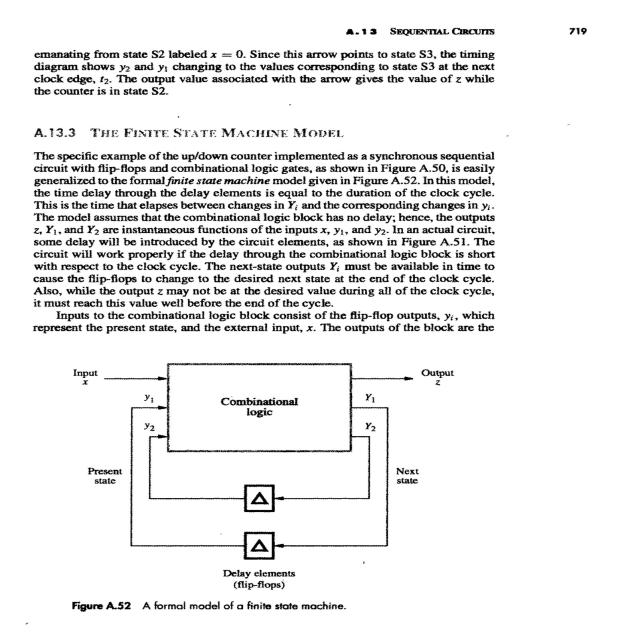 A.13 SEQUENTIAL CIRCUITS 719
emanating from state S2 labeled x = 0. Since this arrow points to state S3, the timing
diagram shows y2 and y1 changing to the values corresponding to state S3 at the next
clock edge, t2. The output value associated with the arrow gives the value of z while
the counter is in state S2.
A.13.3 THE FINITE STATE MACHINE MODEL
The specific example of the up/down counter implemented as a synchronous sequential
circuit with flip-flops and combinational logic gates, as shown in Figure A.50, is easily
generalized to the formal finite state machine model given in Figure A.52. In this model,
the time delay through the delay elements is equal to the duration of the clock cycle.
This is the time that elapses between changes in Yi and the corresponding changes in yi.
The model assumes that the combinational logic block has no delay; hence, the outputs
z, Y1, and Y2 are instantaneous functions of the inputs x, y1, and y2. In an actual circuit,
some delay will be introduced by the circuit elements, as shown in Figure A.51. The
circuit will work properly if the delay through the combinational logic block is short
with respect to the clock cycle. The next-state outputs Yi must be available in time to
cause the flip-flops to change to the desired next state at the end of the clock cycle.
Also, while the output z may not be at the desired value during all of the clock cycle,
it must reach this value well before the end of the cycle.
Inputs to the combinational logic block consist of the flip-flop outputs, yi, which
represent the present state, and the external input, x. The outputs of the block are the
Input
x
Output
z
y1
Combinational
logic
Y1
y2
Y2
Present
state
Next
state
Δ
Δ
Delay elements
(flip-flops)
Figure A.52 A formal model of a finite state machine.